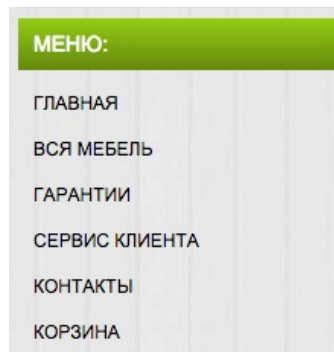 МЕНЮ:
ГЛАВНАЯ
ВСЯ МЕБЕЛЬ
ГАРАНТИИ
СЕРВИС КЛИЕНТА
КОНТАКТЫ
КОРЗИНА